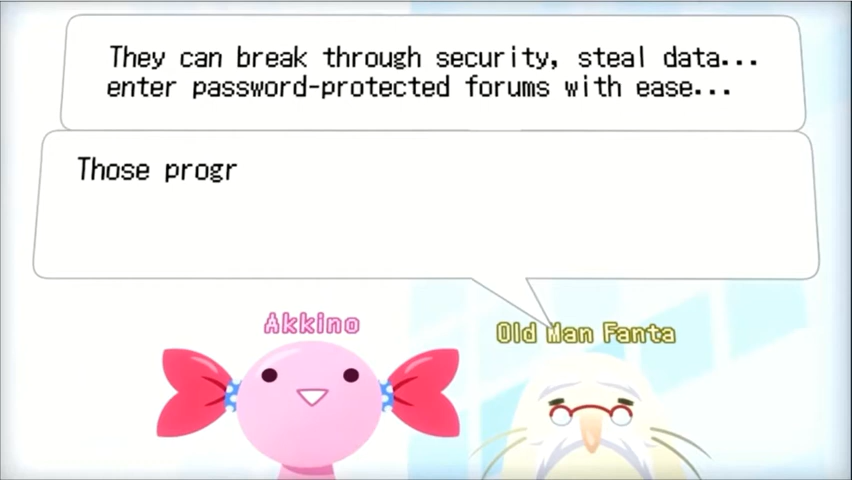 They can break through security, steal data...
enter password-protected forums with ease...
Those progr
Akkino
Old Man Fanta